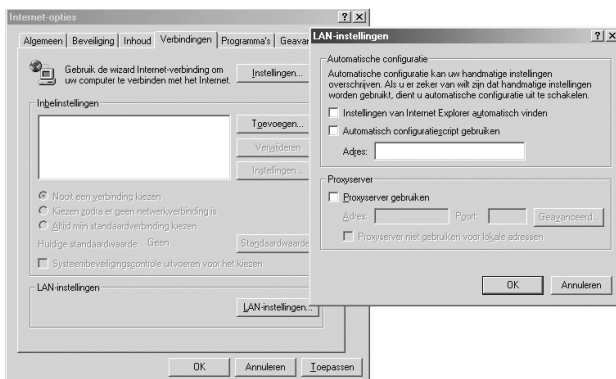 Internet-opties
Algemeen Beveiliging Inhoud Verbindingen Programma's Geavan
Gebruik de wizard Internet-verbinding om
uw computer te verbinden met het Internet.
Instellingen...
Inbelinstellingen
Toevoegen...
Verwijderen
Instellingen...
Nooit een verbinding kiezen
Kiezen zodra er geen netwerkverbinding is
Altijd mijn standaardverbinding kiezen
Huidige standaardwaarde: Geen
Standaardwaarde
Systeembeveiligingscontrole uitvoeren voor het kiezen
LAN-instellingen
LAN-instellingen...
OK Annuleren Toepassen
LAN-instellingen
Automatische configuratie
Automatische configuratie kan uw handmatige instellingen
overschrijven. Als u er zeker van wilt zijn dat handmatige instellingen
worden gebruikt, dient u automatische configuratie uit te schakelen.
Instellingen van Internet Explorer automatisch vinden
Automatisch configuratiescript gebruiken
Adres:
Proxyserver
Proxyserver gebruiken
Adres: Poort: Geavanceerd...
Proxyserver niet gebruiken voor lokale adressen
OK Annuleren